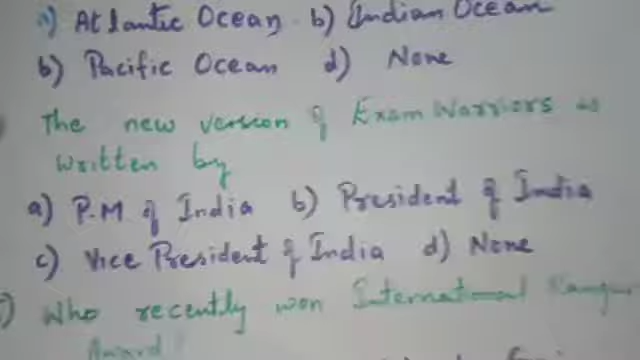 a) Atlantic Ocean b) Indian Ocean
b) Pacific Ocean d) None
The new version of Exam Warriors is
written by
a) P.M of India b) President of India
c) Vice President of India d) None
Who recently won International
Award?